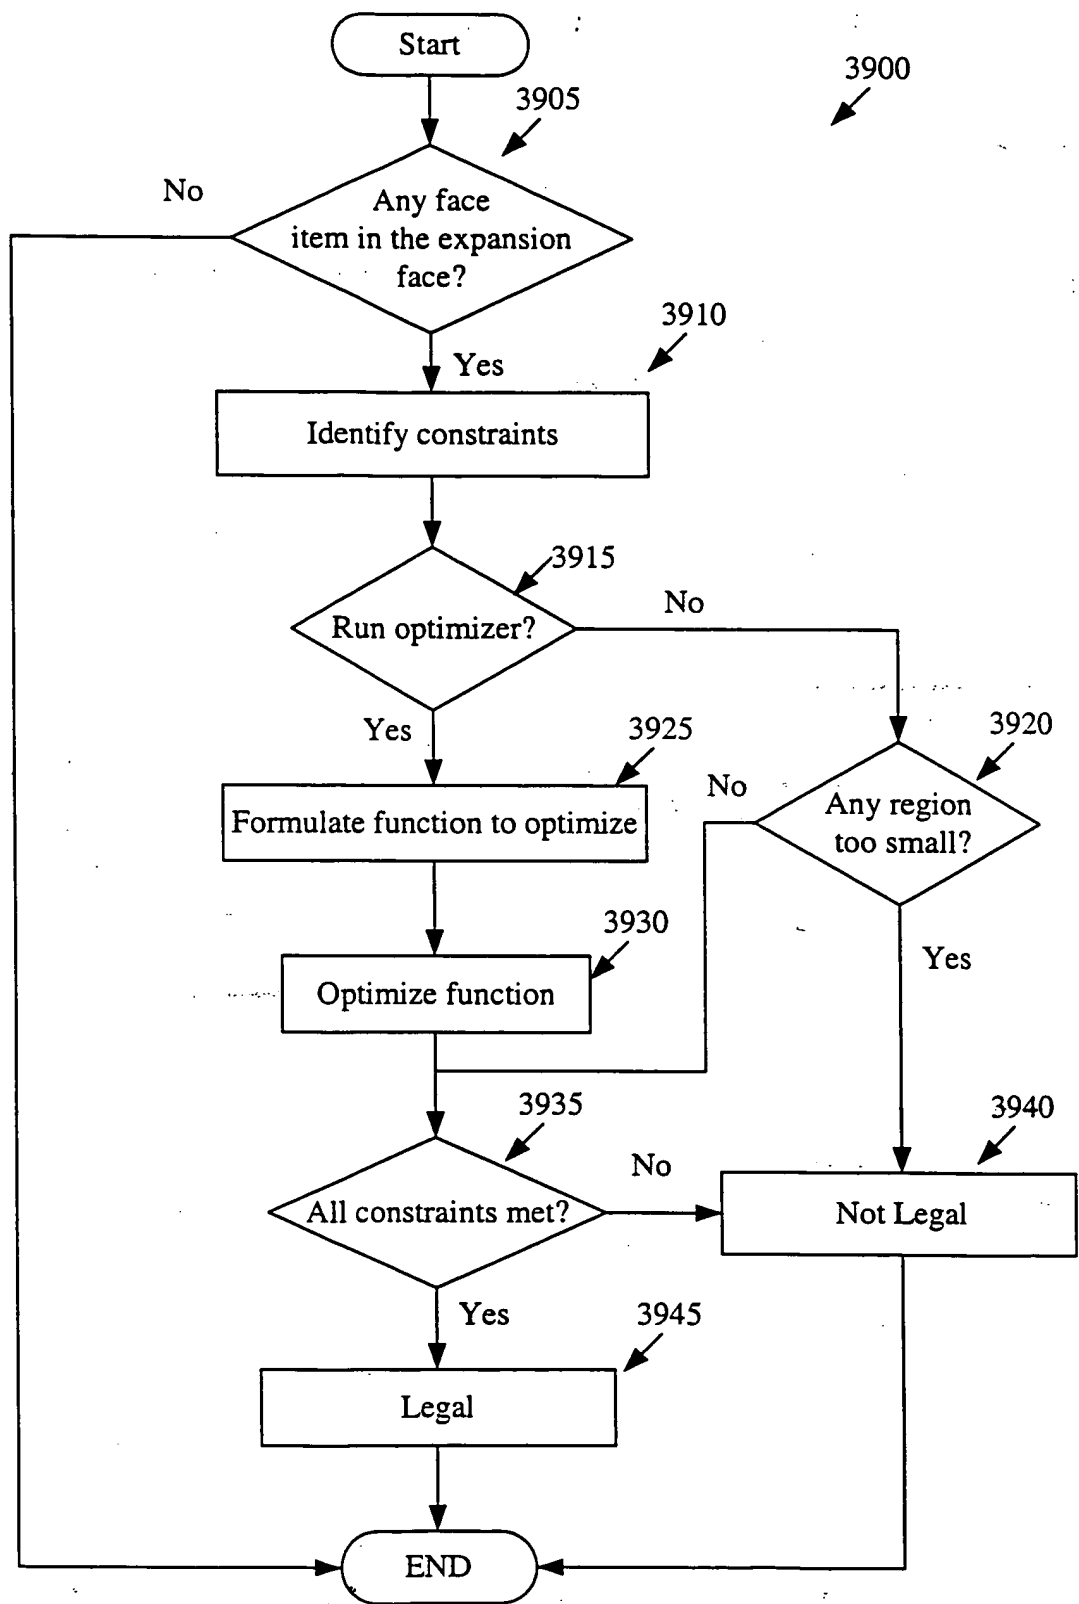 Start
3900
3905
No
Any face
item in the expansion
face?
3910
Yes
Identify constraints
3915
No
Run optimizer?
Yes
3925
3920
No
Any region
too small?
Formulate function to optimize
3930
Yes
Optimize function
3935
3940
No
All constraints met?
Not Legal
Yes
3945
Legal
END